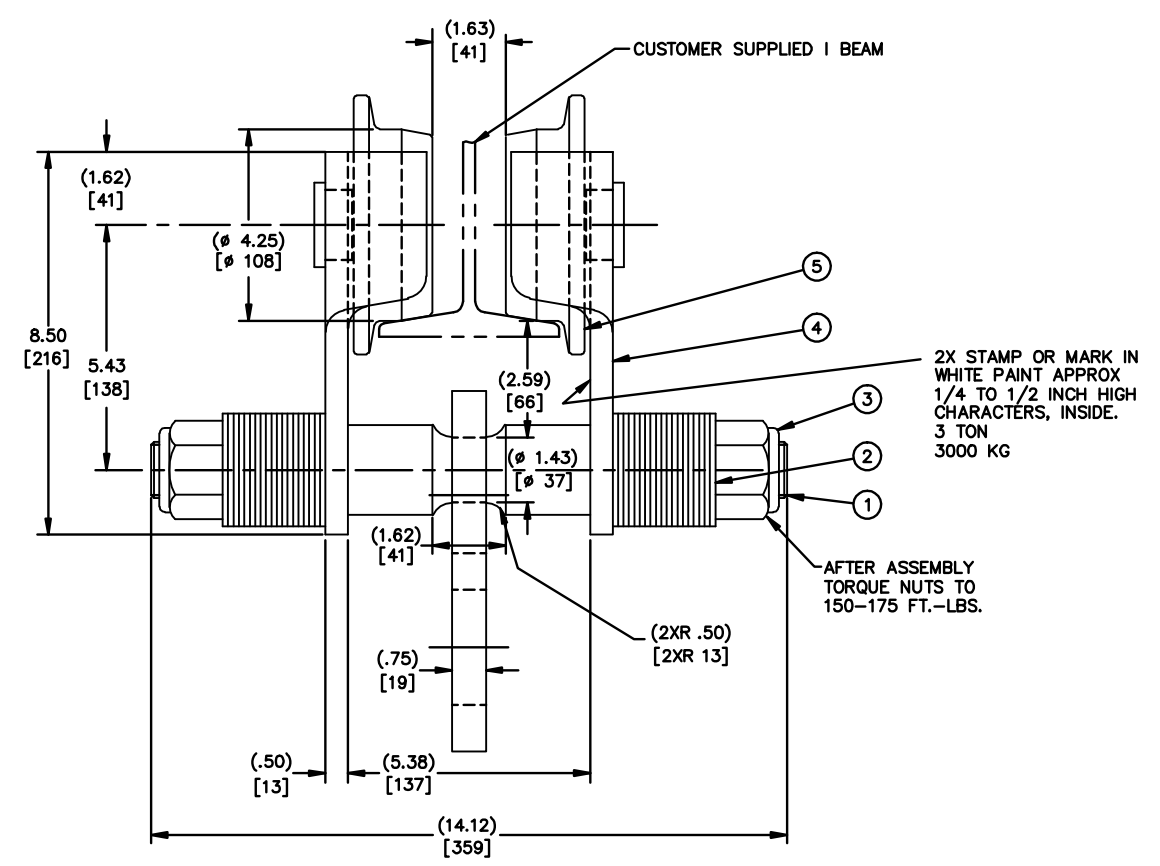 (1.63)
[41]
CUSTOMER SUPPLIED I BEAM
(1.62)
[41]
(ø 4.25)
[ø 108]
5
4
8.50
[216]
5.43
[138]
2X STAMP OR MARK IN
WHITE PAINT APPROX
1/4 TO 1/2 INCH HIGH
CHARACTERS, INSIDE.
3 TON
3000 KG
(2.59)
[66]
3
2
(ø 1.43)
[ø 37]
1
(1.62)
[41]
AFTER ASSEMBLY
TORQUE NUTS TO
150-175 FT.-LBS.
(2XR .50)
[2XR 13]
(.75)
[19]
(.50)
[13]
(5.38)
[137]
(14.12)
[359]